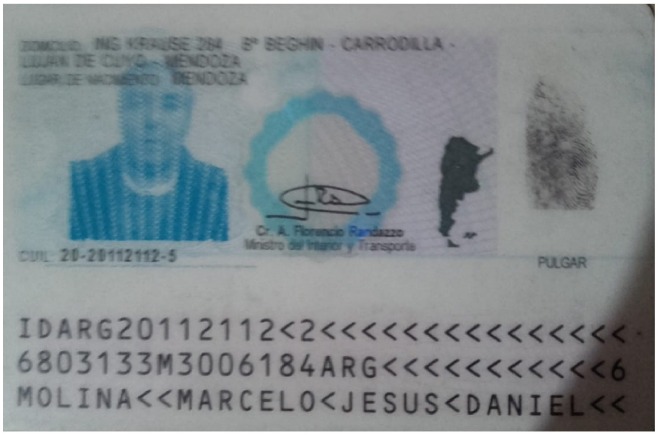 DOMICILIO: ING KRAUSE 284 Bº BEGHIN - CARRODILLA -
LUJAN DE CUYO - MENDOZA
LUGAR DE NACIMIENTO: MENDOZA
Cr. A. Florencio Randazzo
Ministro del Interior y Transporte
CUIL: 20-20112112-5
PULGAR
IDARG20112112<2<<<<<<<<<<<<<<<
6803133M3006184ARG<<<<<<<<<<<6
MOLINA<<MARCELO<JESUS<DANIEL<<